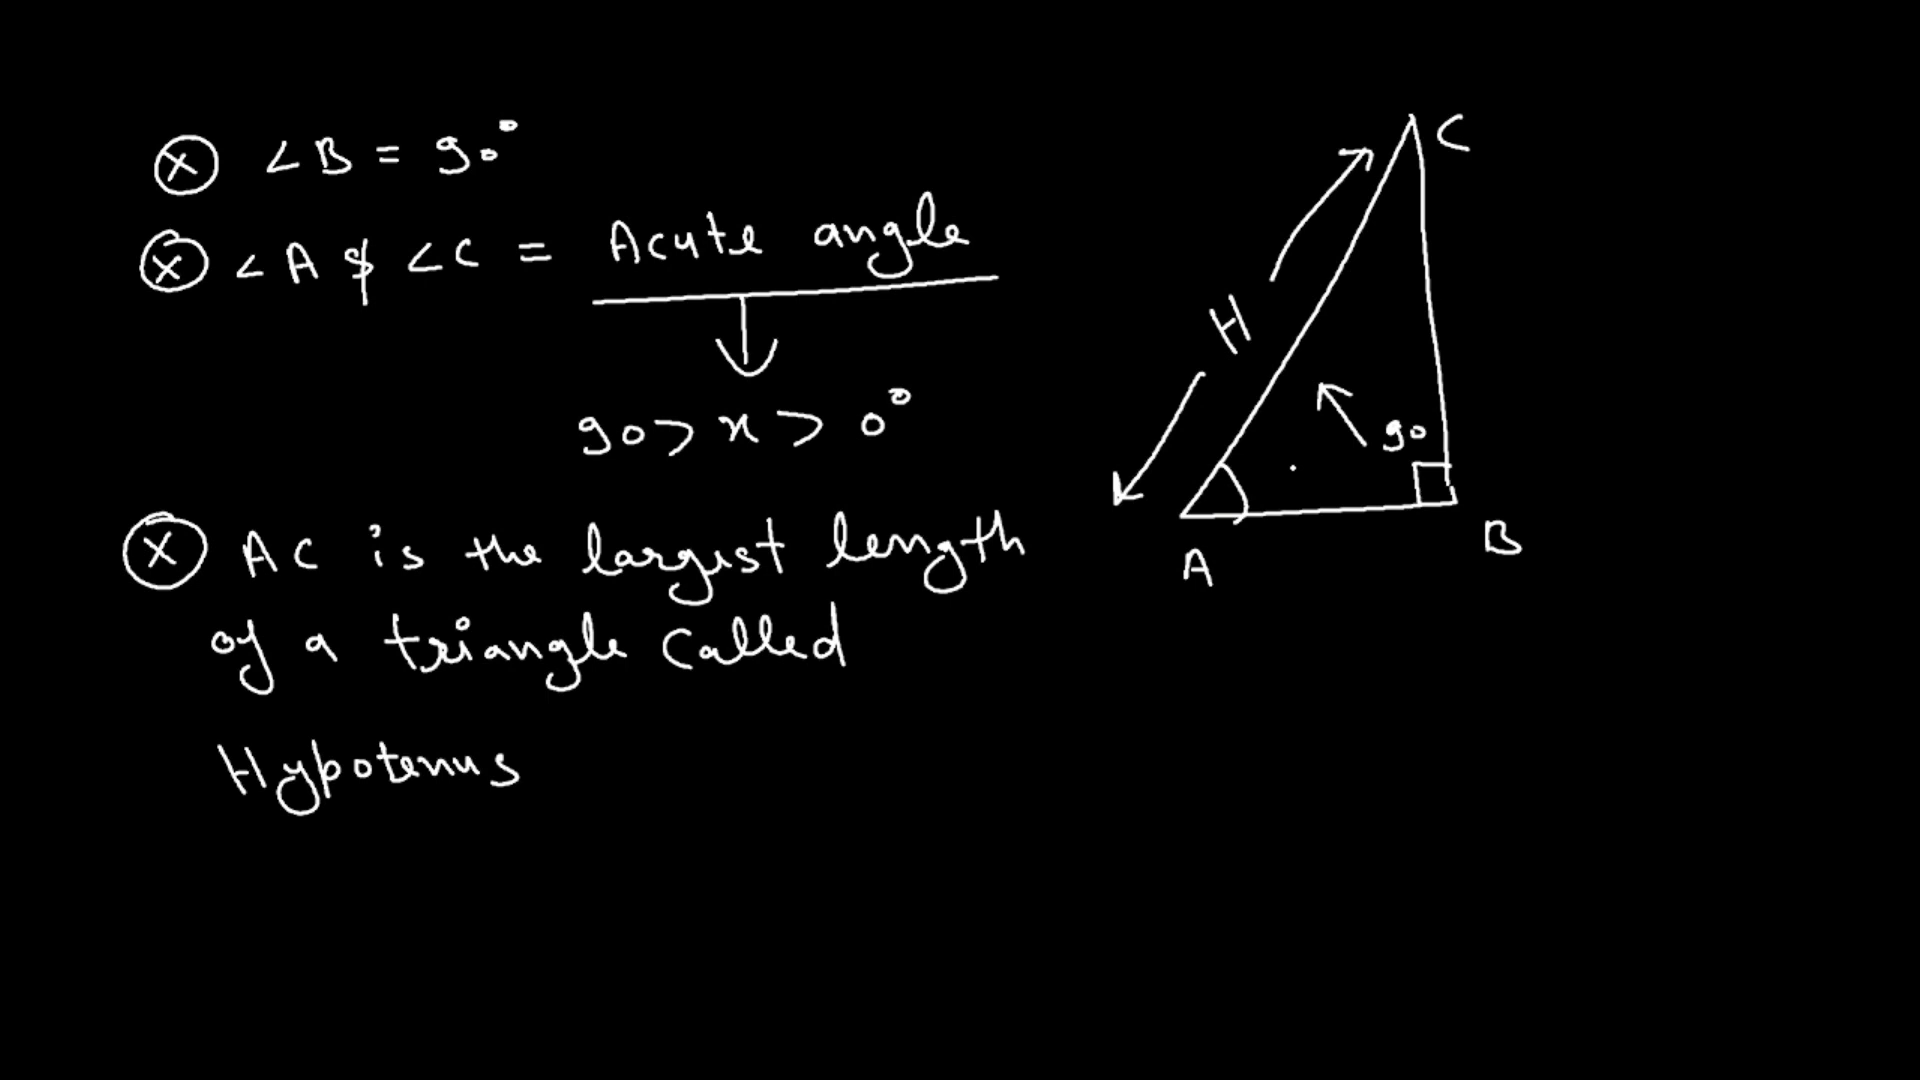 ⓧ ∠B = 90°
ⓧ ∠A & ∠C = Acute angle
90 > x > 0°
ⓧ AC is the largest length
of a triangle called
Hypotenus
C
H
90
A
B